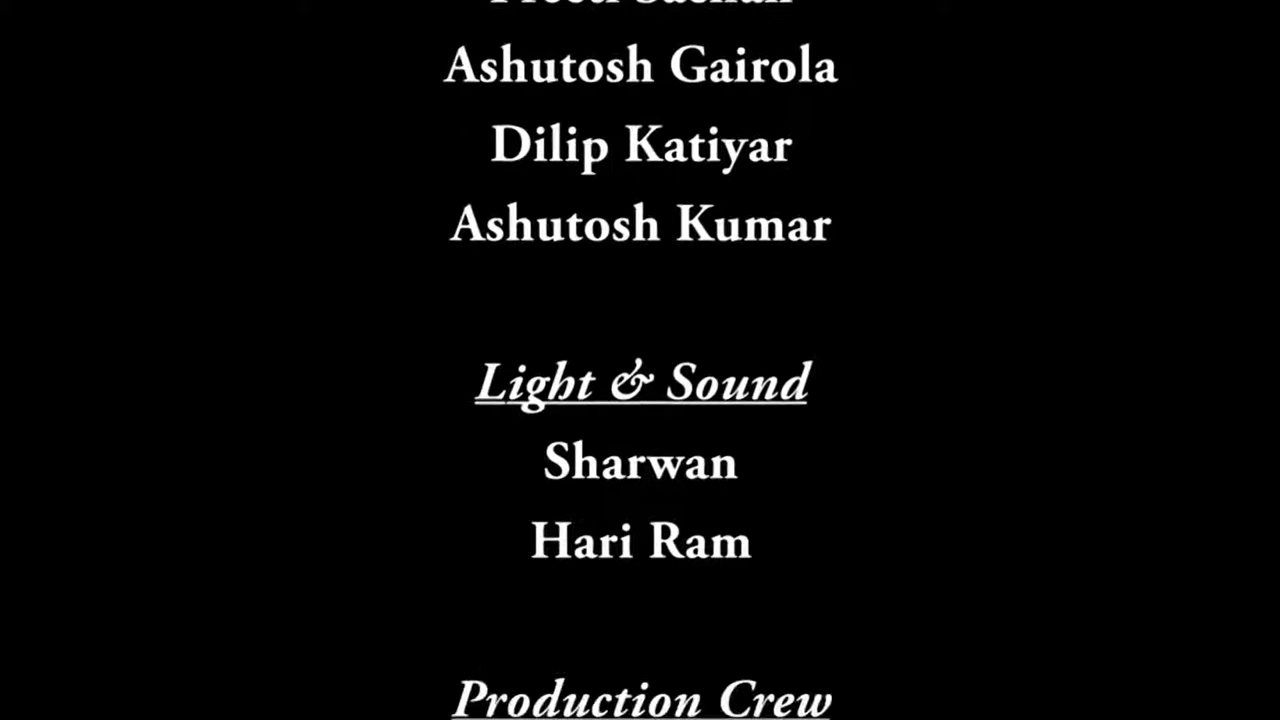 Ashutosh Gairola
Dilip Katiyar
Ashutosh Kumar
Light & Sound
Sharwan
Hari Ram
Production Crew